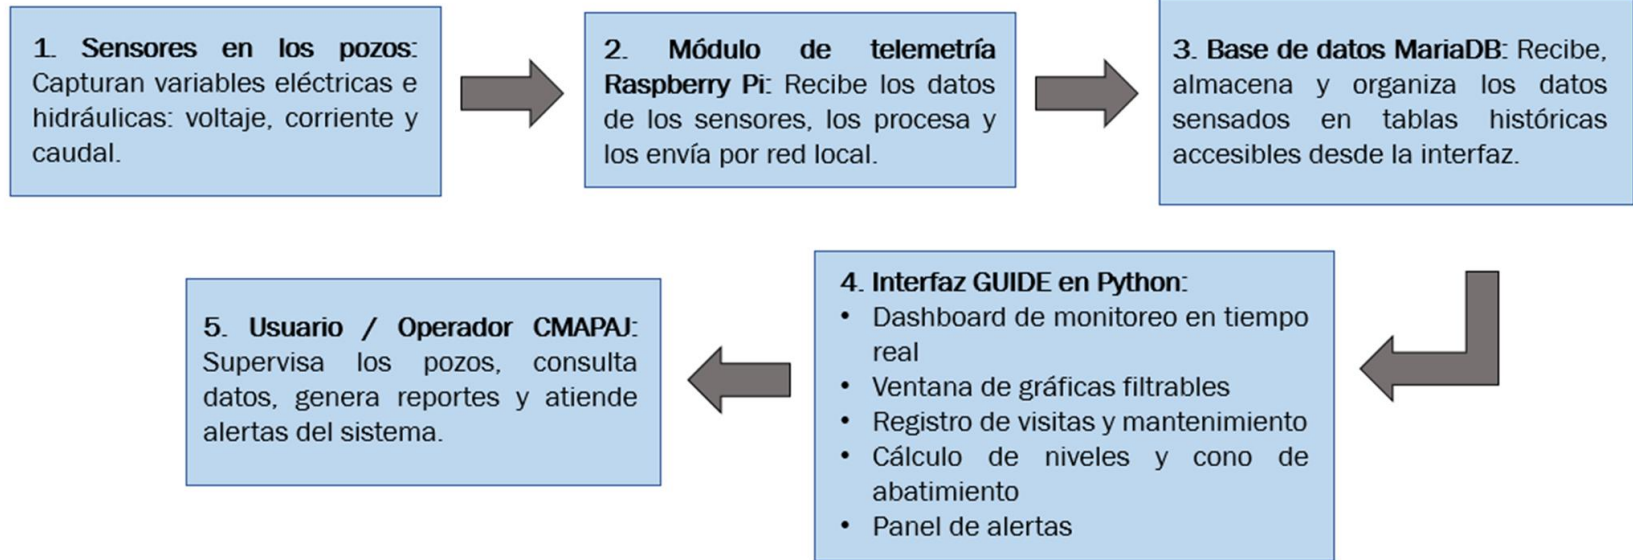 1. Sensores en los pozos:
Capturan variables eléctricas e
hidráulicas: voltaje, corriente y
caudal.
2. Módulo de telemetría
Raspberry Pi: Recibe los datos
de los sensores, los procesa y
los envía por red local.
3. Base de datos MariaDB: Recibe,
almacena y organiza los datos
sensados en tablas históricas
accesibles desde la interfaz.
4. Interfaz GUIDE en Python:
• Dashboard de monitoreo en tiempo
real
• Ventana de gráficas filtrables
• Registro de visitas y mantenimiento
• Cálculo de niveles y cono de
abatimiento
• Panel de alertas
5. Usuario / Operador CMAPAJ:
Supervisa los pozos, consulta
datos, genera reportes y atiende
alertas del sistema.